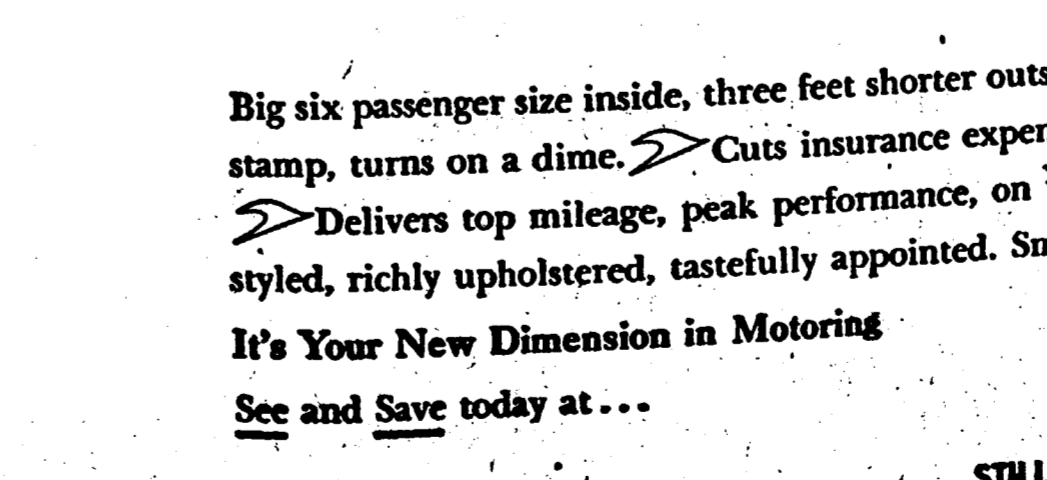 Big six passenger size inside, three feet shorter outs
stamp, turns on a dime. Cuts insurance exper
Delivers top mileage, peak performance, on
styled, richly upholstered, tastefully appointed. Sn
It's Your New Dimension in Motoring
See and Save today at...
STILL